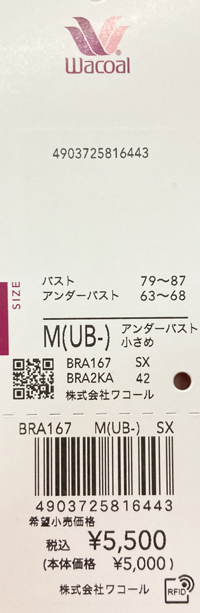 Wacoal
4903725816443
SIZE
バスト 79～87
アンダーバスト 63～68
M(UB-) アンダーバスト小さめ
BRA167 SX
BRA2KA 42
株式会社ワコール
BRA167 M(UB-) SX
4903725816443
希望小売価格
税込 ¥5,500
(本体価格 ¥5,000)
株式会社ワコール
RFID